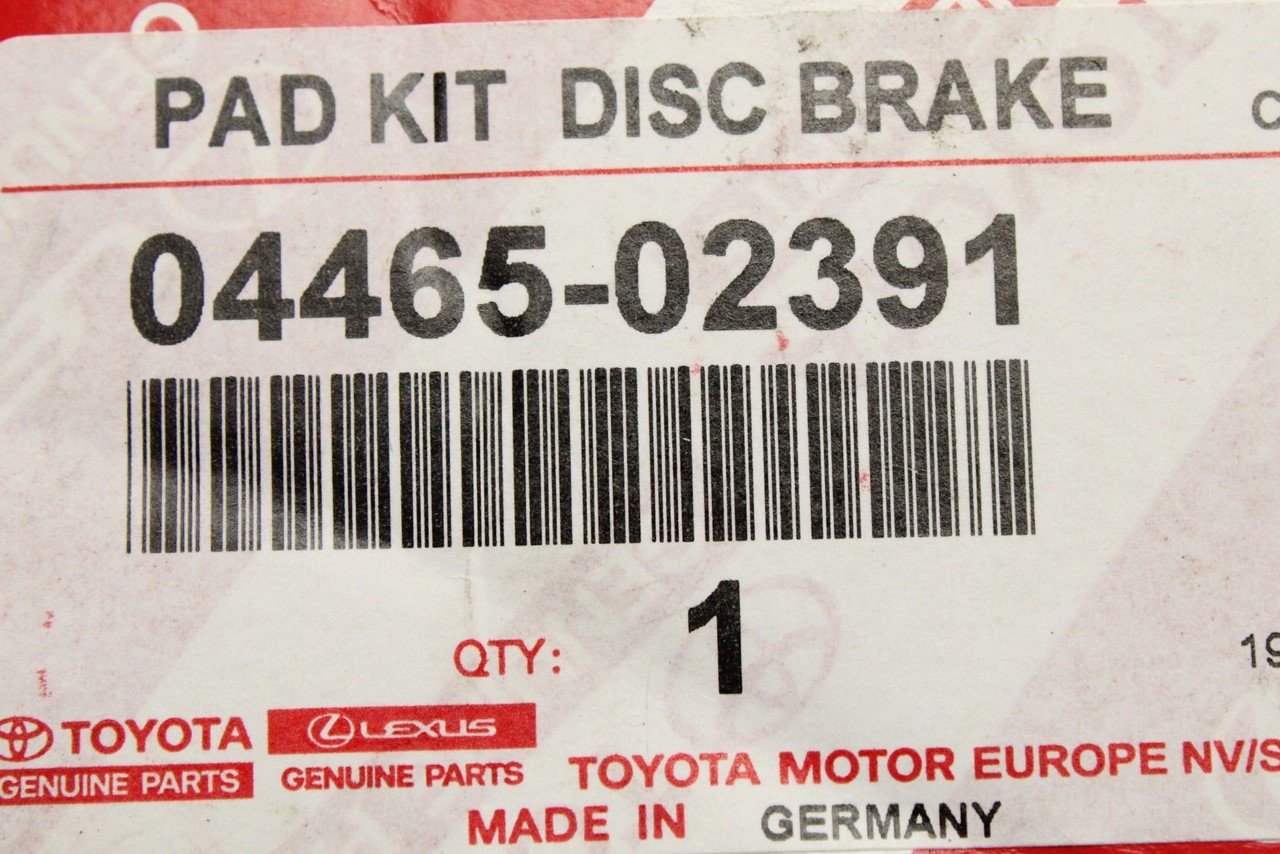 PAD KIT DISC BRAKE
04465-02391
QTY: 1
TOYOTA
GENUINE PARTS
LEXUS
GENUINE PARTS
TOYOTA MOTOR EUROPE NV/S
MADE IN GERMANY